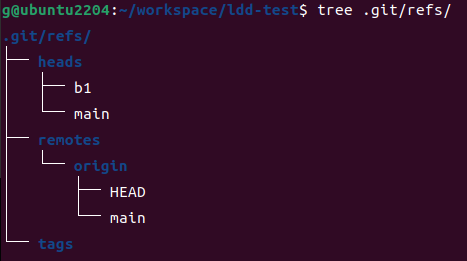 g@ubuntu2204:~/workspace/ldd-test$ tree .git/refs/
.git/refs/
├── heads
│   ├── b1
│   └── main
├── remotes
│   └── origin
│       ├── HEAD
│       └── main
└── tags